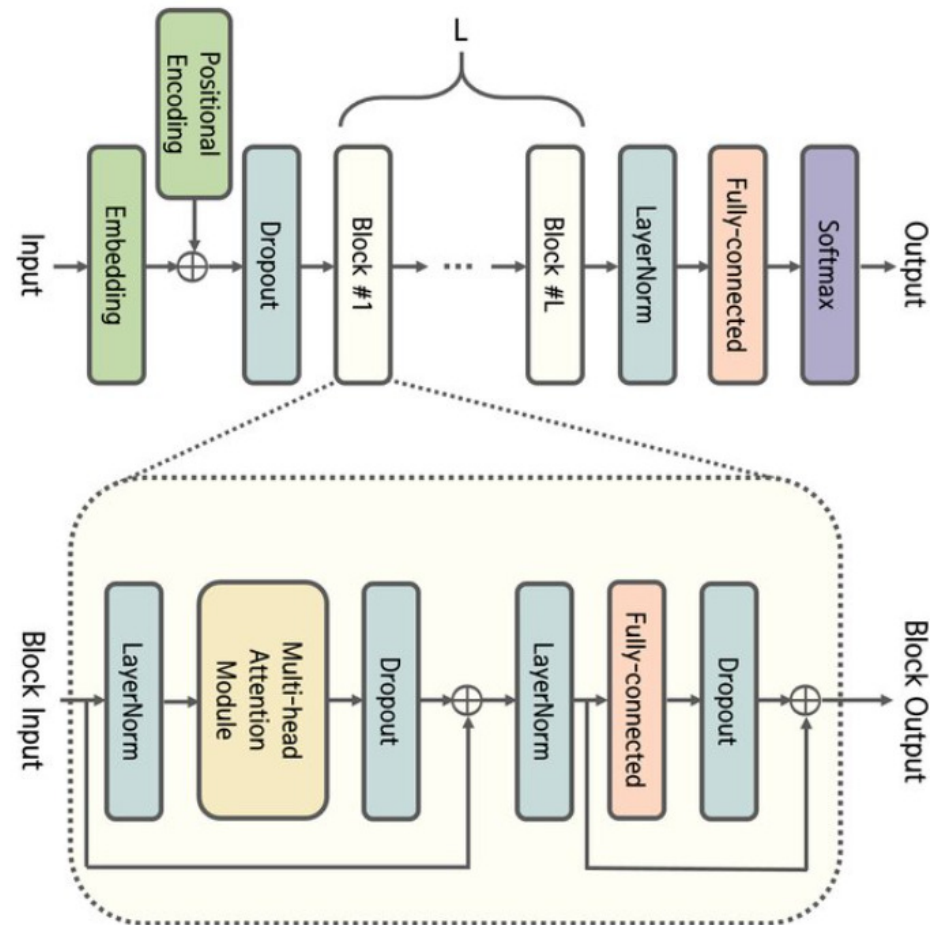 L
Positional
Encoding
Input
Embedding
Dropout
Block #1
...
Block #L
LayerNorm
Fully-connected
Softmax
Output
Block Input
LayerNorm
Multi-head
Attention
Module
Dropout
LayerNorm
Fully-connected
Dropout
Block Output